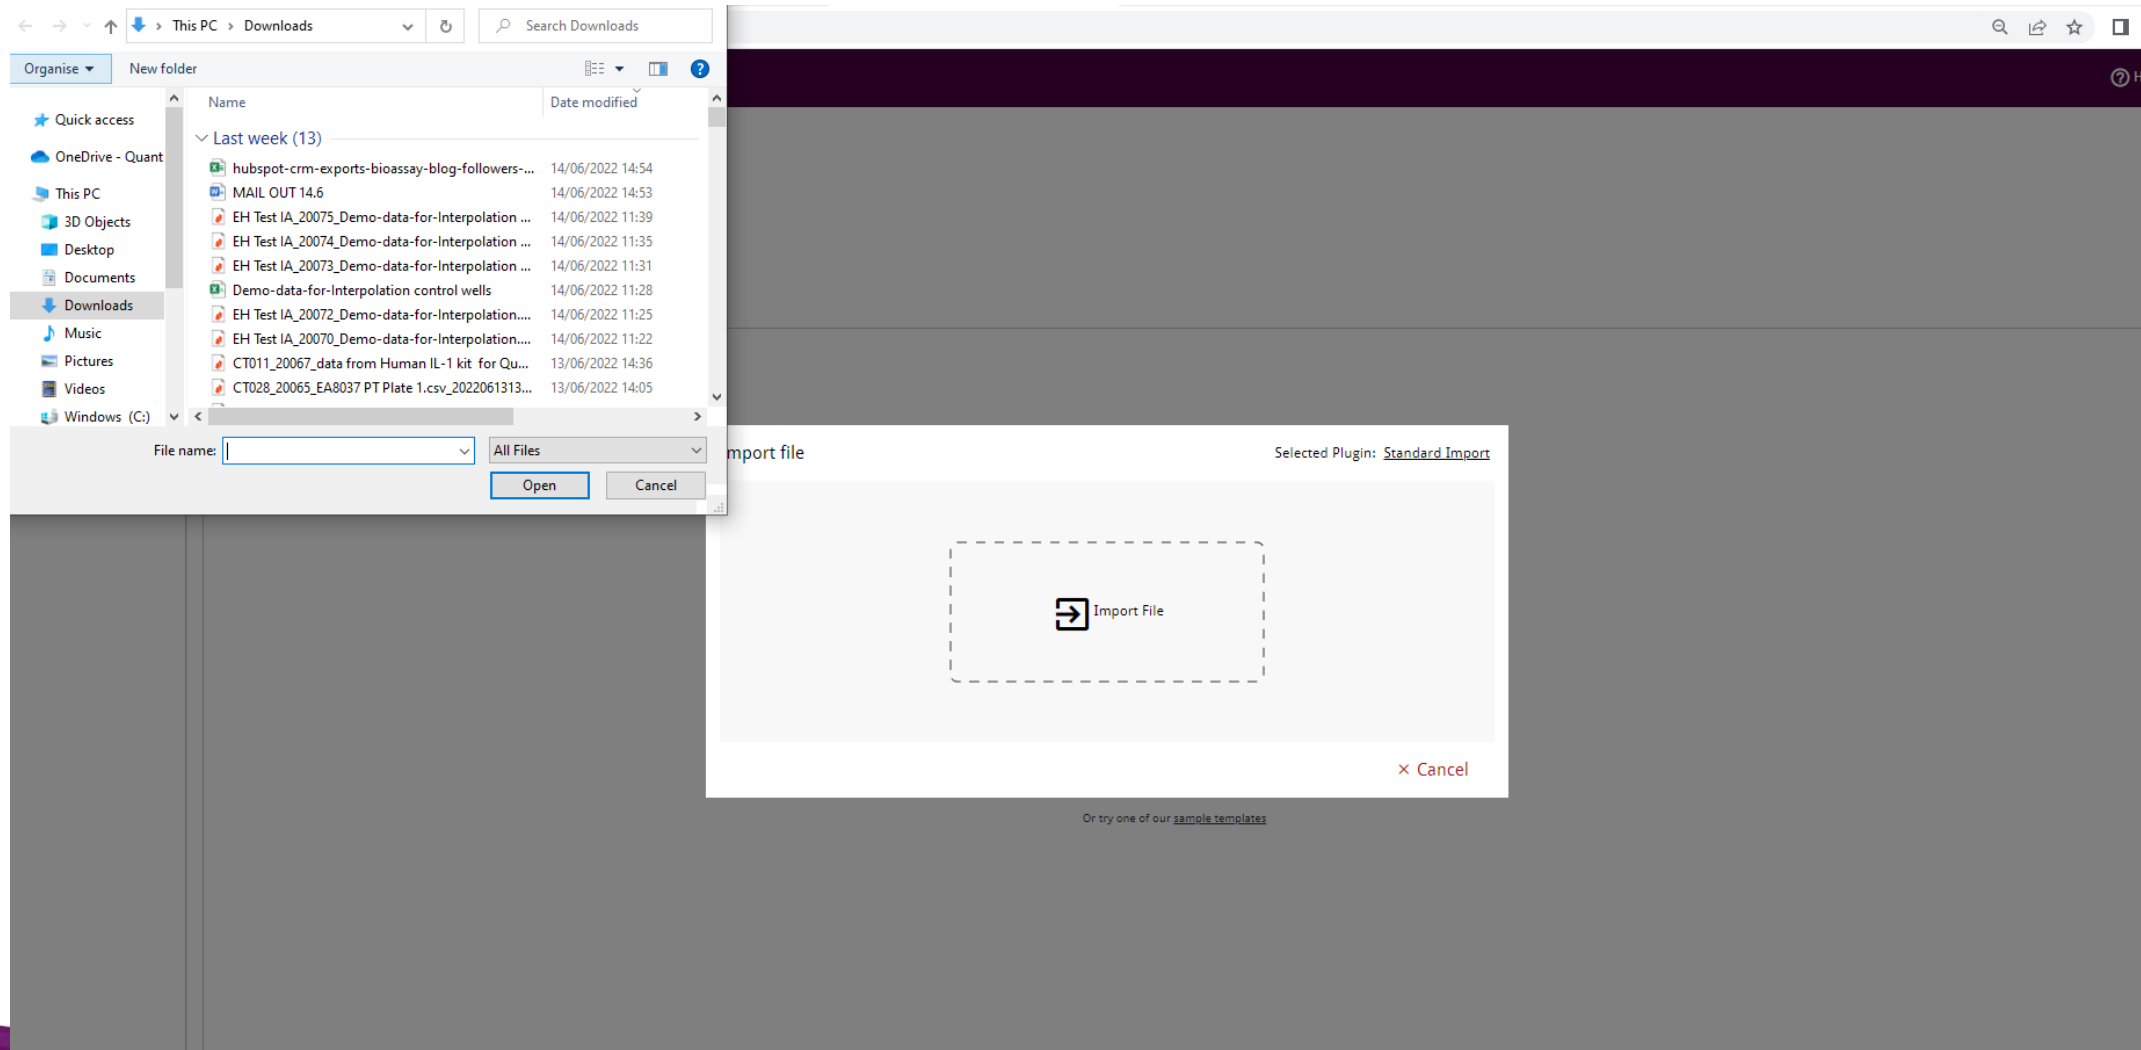 This PC > Downloads
Search Downloads
Organise
New folder
?
? H
Name
Date modified
Quick access
OneDrive - Quant
This PC
3D Objects
Desktop
Documents
Downloads
Music
Pictures
Videos
Windows (C:)
Last week (13)
hubspot-crm-exports-bioassay-blog-followers-... 14/06/2022 14:54
MAIL OUT 14.6 14/06/2022 14:53
EH Test IA_20075_Demo-data-for-Interpolation ... 14/06/2022 11:39
EH Test IA_20074_Demo-data-for-Interpolation ... 14/06/2022 11:35
EH Test IA_20073_Demo-data-for-Interpolation ... 14/06/2022 11:31
Demo-data-for-Interpolation control wells 14/06/2022 11:28
EH Test IA_20072_Demo-data-for-Interpolation.... 14/06/2022 11:25
EH Test IA_20070_Demo-data-for-Interpolation.... 14/06/2022 11:22
CT011_20067_data from Human IL-1 kit for Qu... 13/06/2022 14:36
CT028_20065_EA8037 PT Plate 1.csv_2022061313... 13/06/2022 14:05
File name:
All Files
Open
Cancel
mport file
Selected Plugin: Standard Import
Import File
× Cancel
Or try one of our sample templates